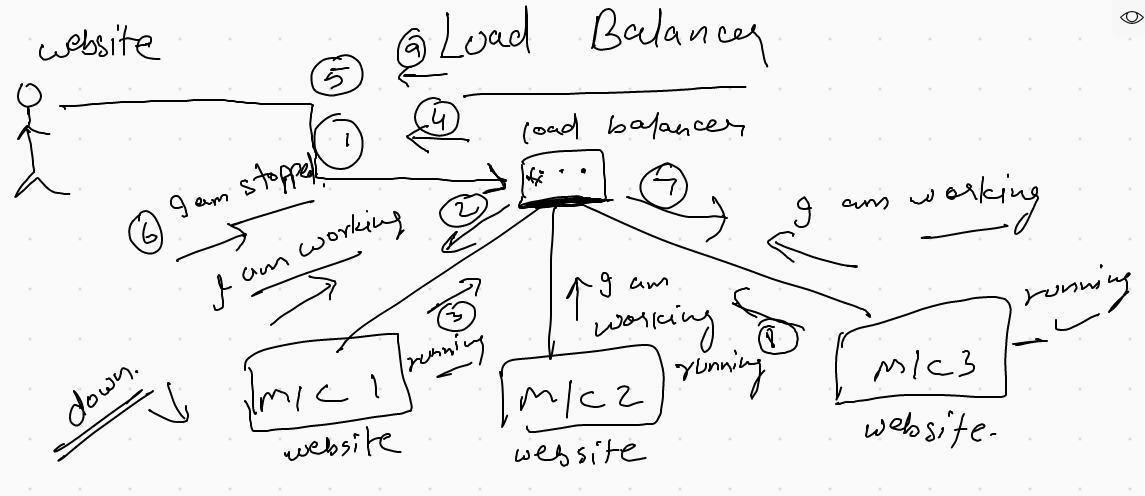 website
9 Load Balancer
5
4
load balancer
1
7
I am stopped!
2
I am working
6
I am working
I am
working
3
running
running
8
running
down.
M/C 1
M/C 2
M/C 3
website
website
website.